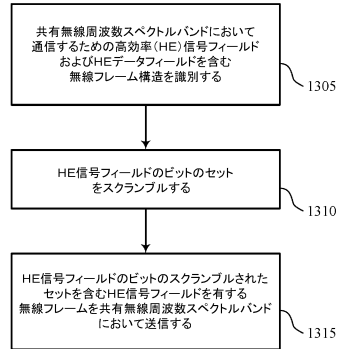 共有無線周波数スペクトルバンドにおいて
通信するための高効率(HE)信号フィールド
およびHEデータフィールドを含む
無線フレーム構造を識別する
1305
HE信号フィールドのビットのセット
をスクランブルする
1310
HE信号フィールドのビットのスクランブルされた
セットを含むHE信号フィールドを有する
無線フレームを共有無線周波数スペクトルバンド
において送信する
1315